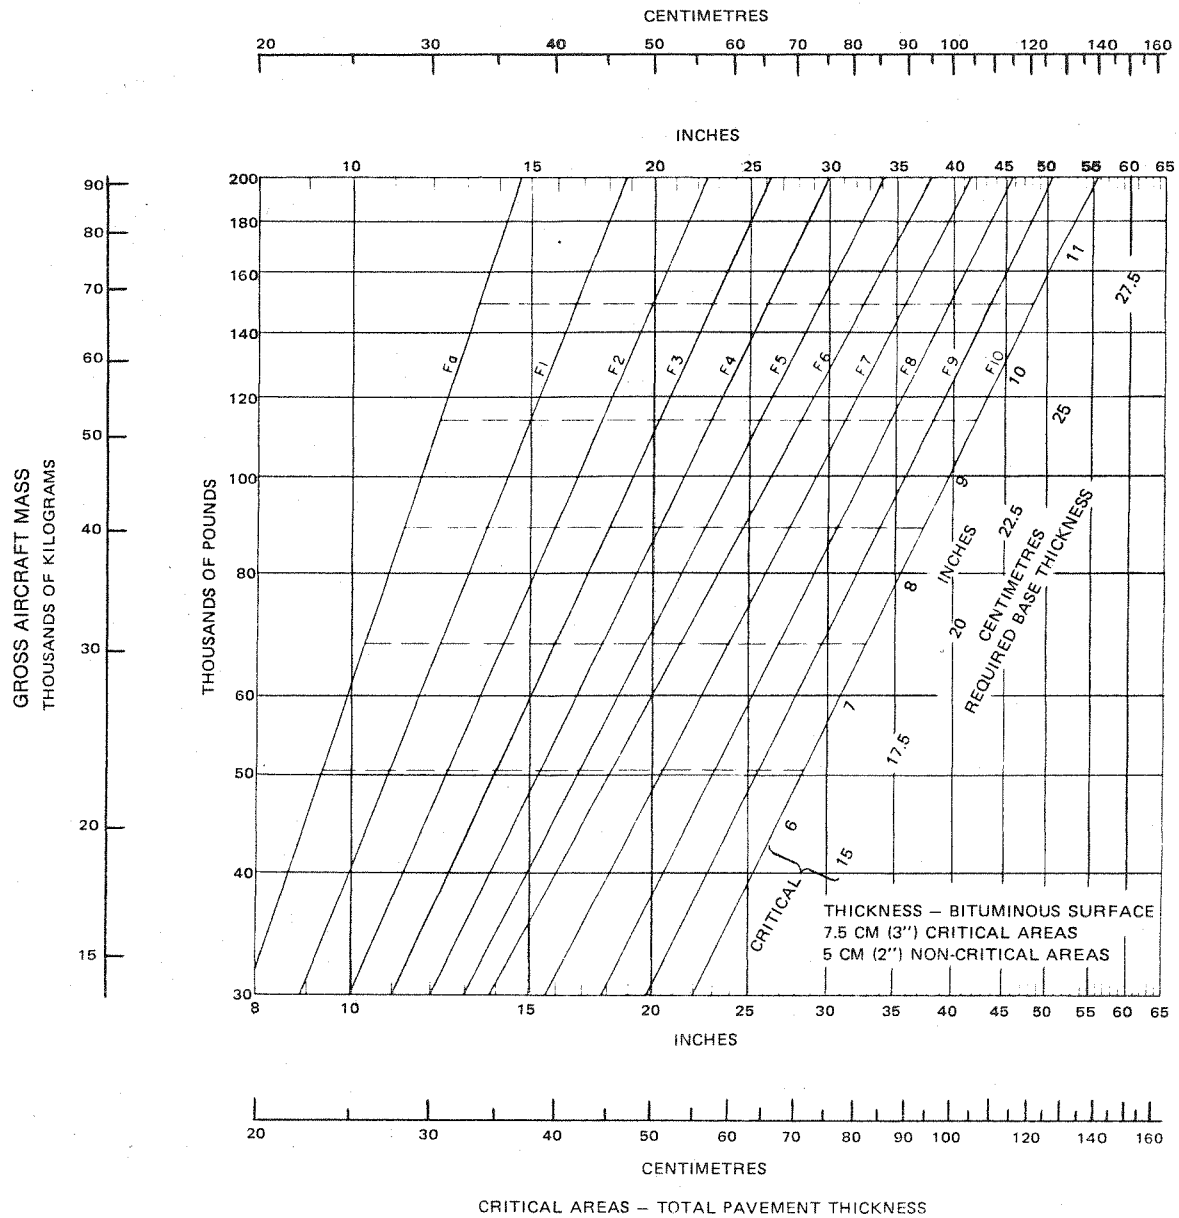 CENTIMETRES
20 30 40 50 60 70 80 90 100 120 140 160
INCHES
10 15 20 25 30 35 40 45 50 55 60 65
90
80
70
60
50
40
30
20
15
GROSS AIRCRAFT MASS
THOUSANDS OF KILOGRAMS
THOUSANDS OF POUNDS
200
180
160
140
120
100
80
60
50
40
30
Fa F1 F2 F3 F4 F5 F6 F7 F8 F9 F10
11
10
9
8
7
6
INCHES
27.5
25
22.5
20
17.5
15
CENTIMETRES
REQUIRED BASE THICKNESS
CRITICAL
THICKNESS – BITUMINOUS SURFACE
7.5 CM (3'') CRITICAL AREAS
5 CM (2'') NON-CRITICAL AREAS
8 10 15 20 25 30 35 40 45 50 55 60 65
INCHES
20 30 40 50 60 70 80 90 100 120 140 160
CENTIMETRES
CRITICAL AREAS – TOTAL PAVEMENT THICKNESS